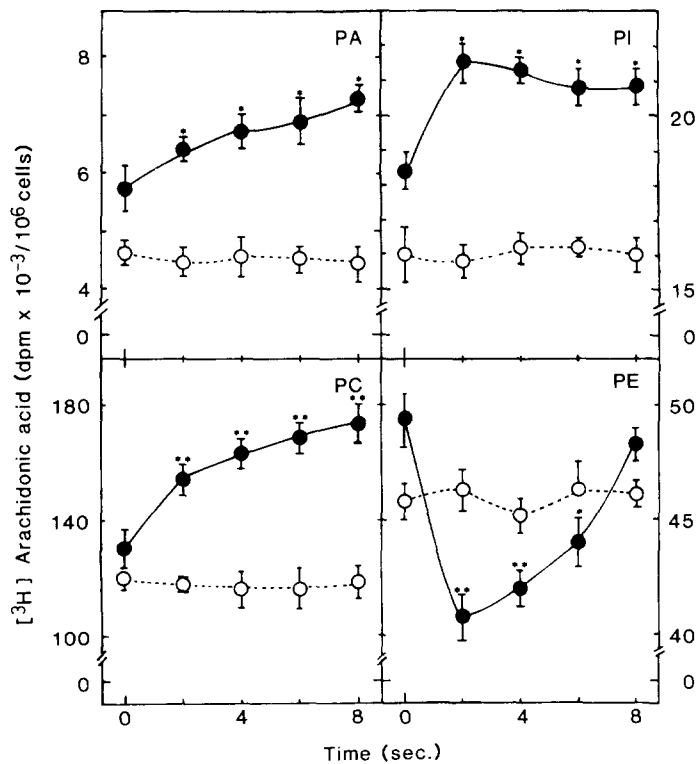 PA
PI
8
6
4
0
20
15
0
* * * *
* * * *
PC
PE
180
140
100
0
50
45
40
0
** ** ** **
** ** *
0 4 8
0 4 8
Time (sec.)
[³H] Arachidonic acid (dpm x 10⁻³/10⁶ cells)